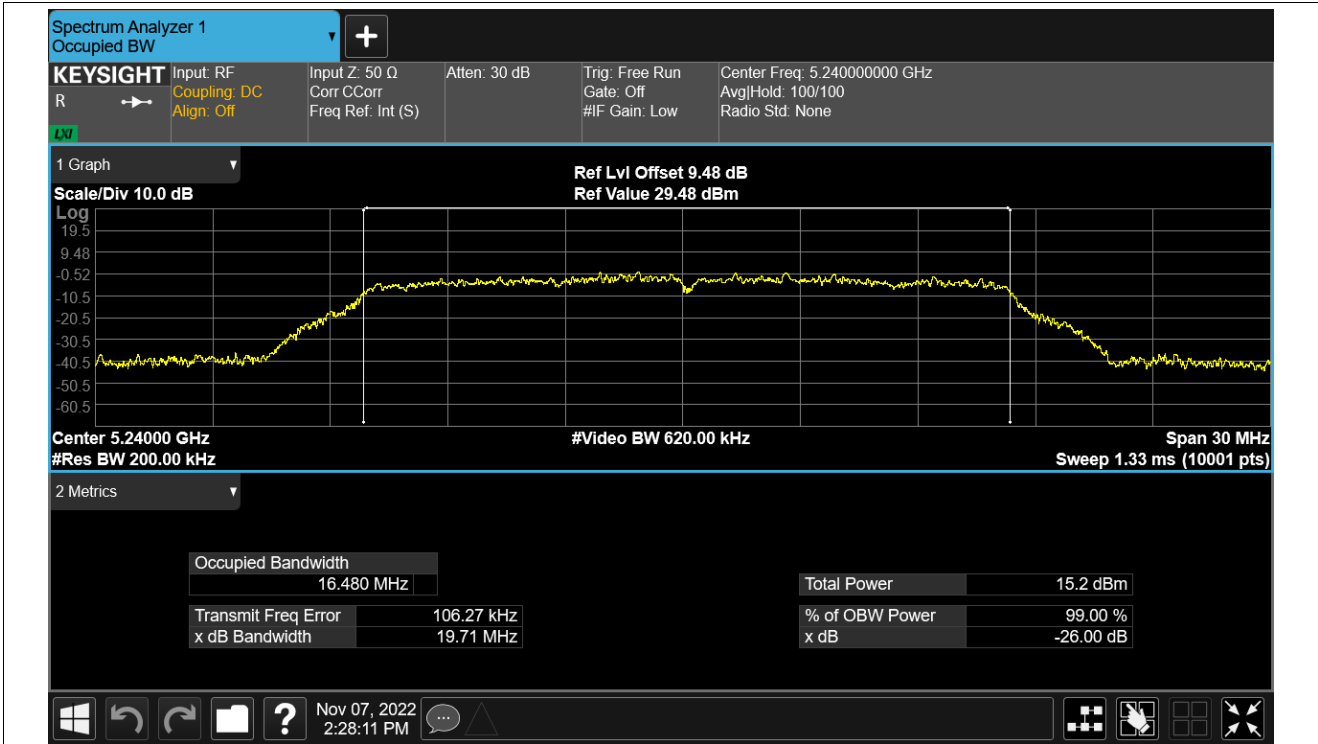 Spectrum Analyzer 1
Occupied BW
KEYSIGHT
R
LXI
Input: RF
Coupling: DC
Align: Off
Input Z: 50 Ω
Corr CCorr
Freq Ref: Int (S)
Atten: 30 dB
Trig: Free Run
Gate: Off
#IF Gain: Low
Center Freq: 5.240000000 GHz
Avg|Hold: 100/100
Radio Std: None
1 Graph
Scale/Div 10.0 dB
Ref Lvl Offset 9.48 dB
Ref Value 29.48 dBm
Log
19.5
9.48
-0.52
-10.5
-20.5
-30.5
-40.5
-50.5
-60.5
Center 5.24000 GHz
#Video BW 620.00 kHz
Span 30 MHz
#Res BW 200.00 kHz
Sweep 1.33 ms (10001 pts)
2 Metrics
Occupied Bandwidth
16.480 MHz
Total Power 15.2 dBm
Transmit Freq Error 106.27 kHz
% of OBW Power 99.00 %
x dB Bandwidth 19.71 MHz
x dB -26.00 dB
?
Nov 07, 2022
2:28:11 PM